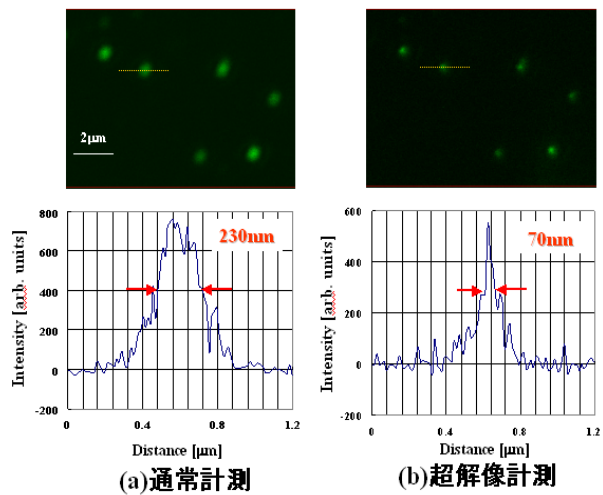 2μm
800
600
400
200
0
-200
Intensity [arb. units]
230nm
0
0.4
0.8
1.2
Distance [μm]
(a)通常計測
600
400
200
0
-200
Intensity [arb. units]
70nm
0
0.4
0.8
1.2
Distance [μm]
(b)超解像計測